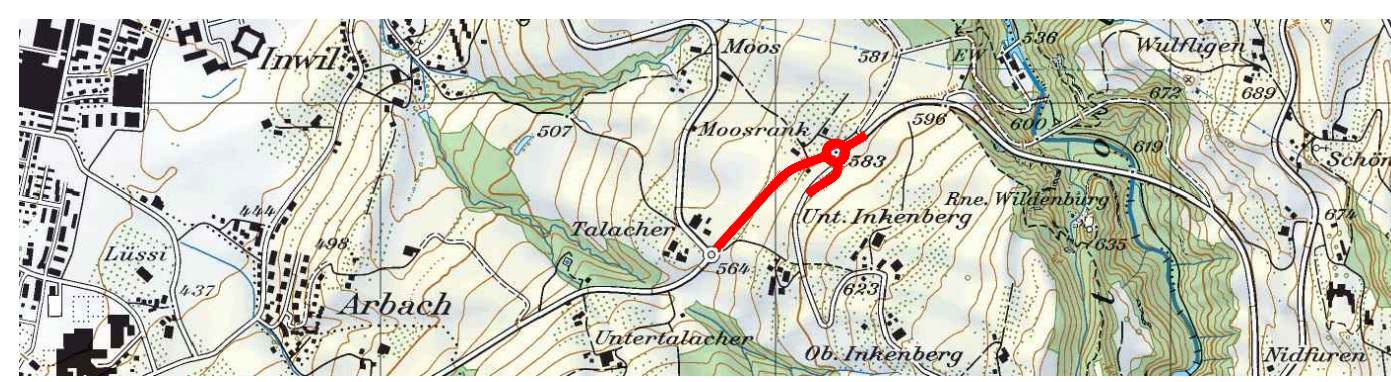 Inwil
Moos
581
EW
536
Wulfligen
672
689
507
Moosrank
596
600
583
619
Schön
Rne. Wildenburg
444
Unt. Inkenberg
674
Talacher
498
635
Lüssi
564
437
623
Arbach
Untertalacher
Ob. Inkenberg
Nidfuren